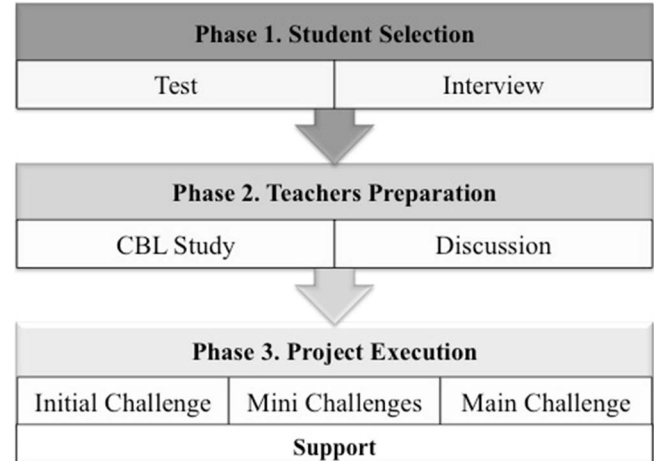 Phase 1. Student Selection
Test Interview
Phase 2. Teachers Preparation
CBL Study Discussion
Phase 3. Project Execution
Initial Challenge Mini Challenges Main Challenge
Support